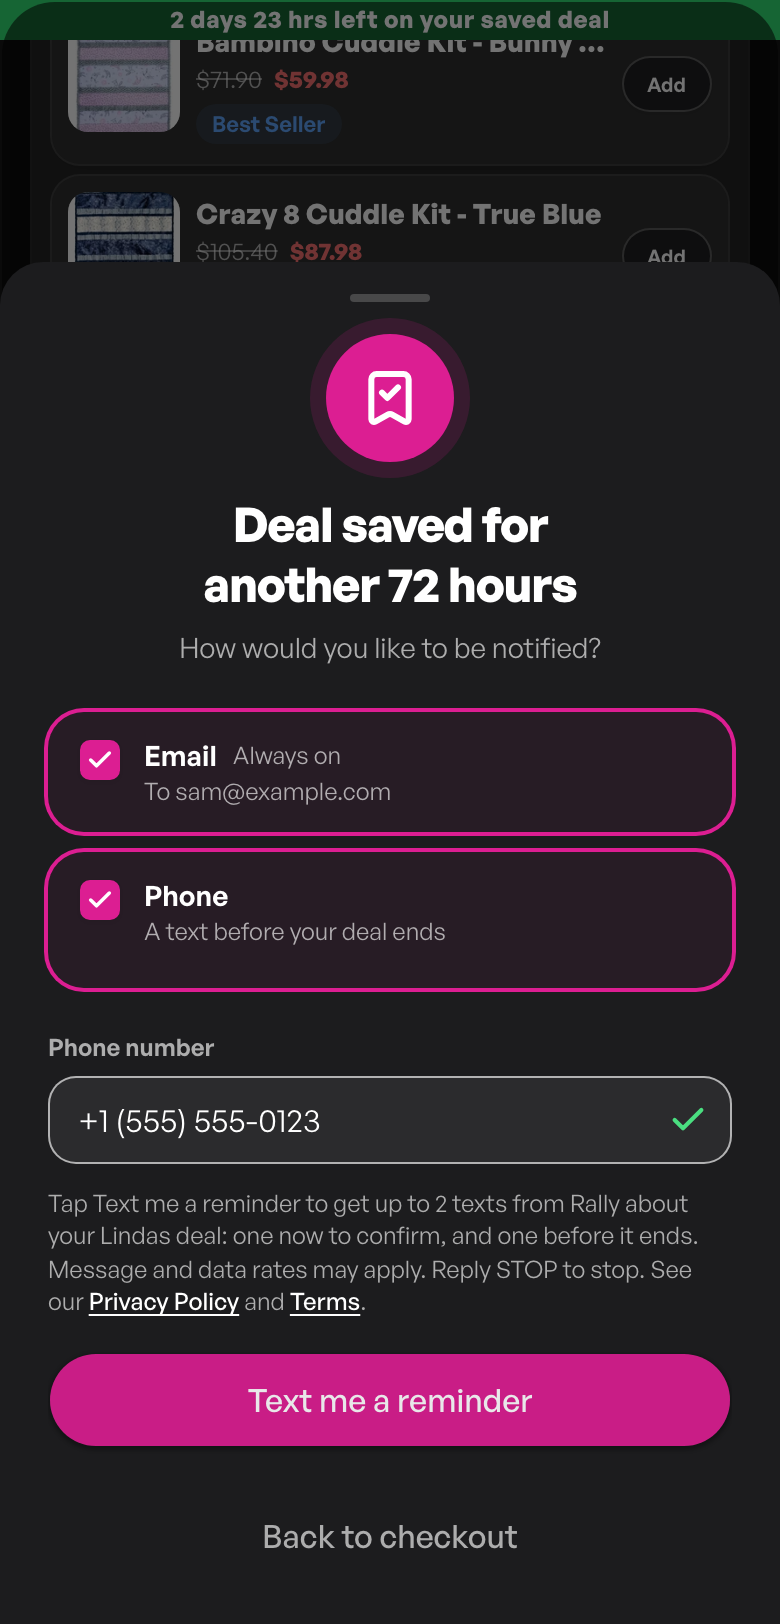 2 days 23 hrs left on your saved deal
Bambino Cuddle Kit - Bunny ...
$71.90 $59.98
Add
Best Seller
Crazy 8 Cuddle Kit - True Blue
$105.40 $87.98
Add
Deal saved for
another 72 hours
How would you like to be notified?
Email Always on
To sam@example.com
Phone
A text before your deal ends
Phone number
+1 (555) 555-0123
Tap Text me a reminder to get up to 2 texts from Rally about
your Lindas deal: one now to confirm, and one before it ends.
Message and data rates may apply. Reply STOP to stop. See
our Privacy Policy and Terms.
Text me a reminder
Back to checkout